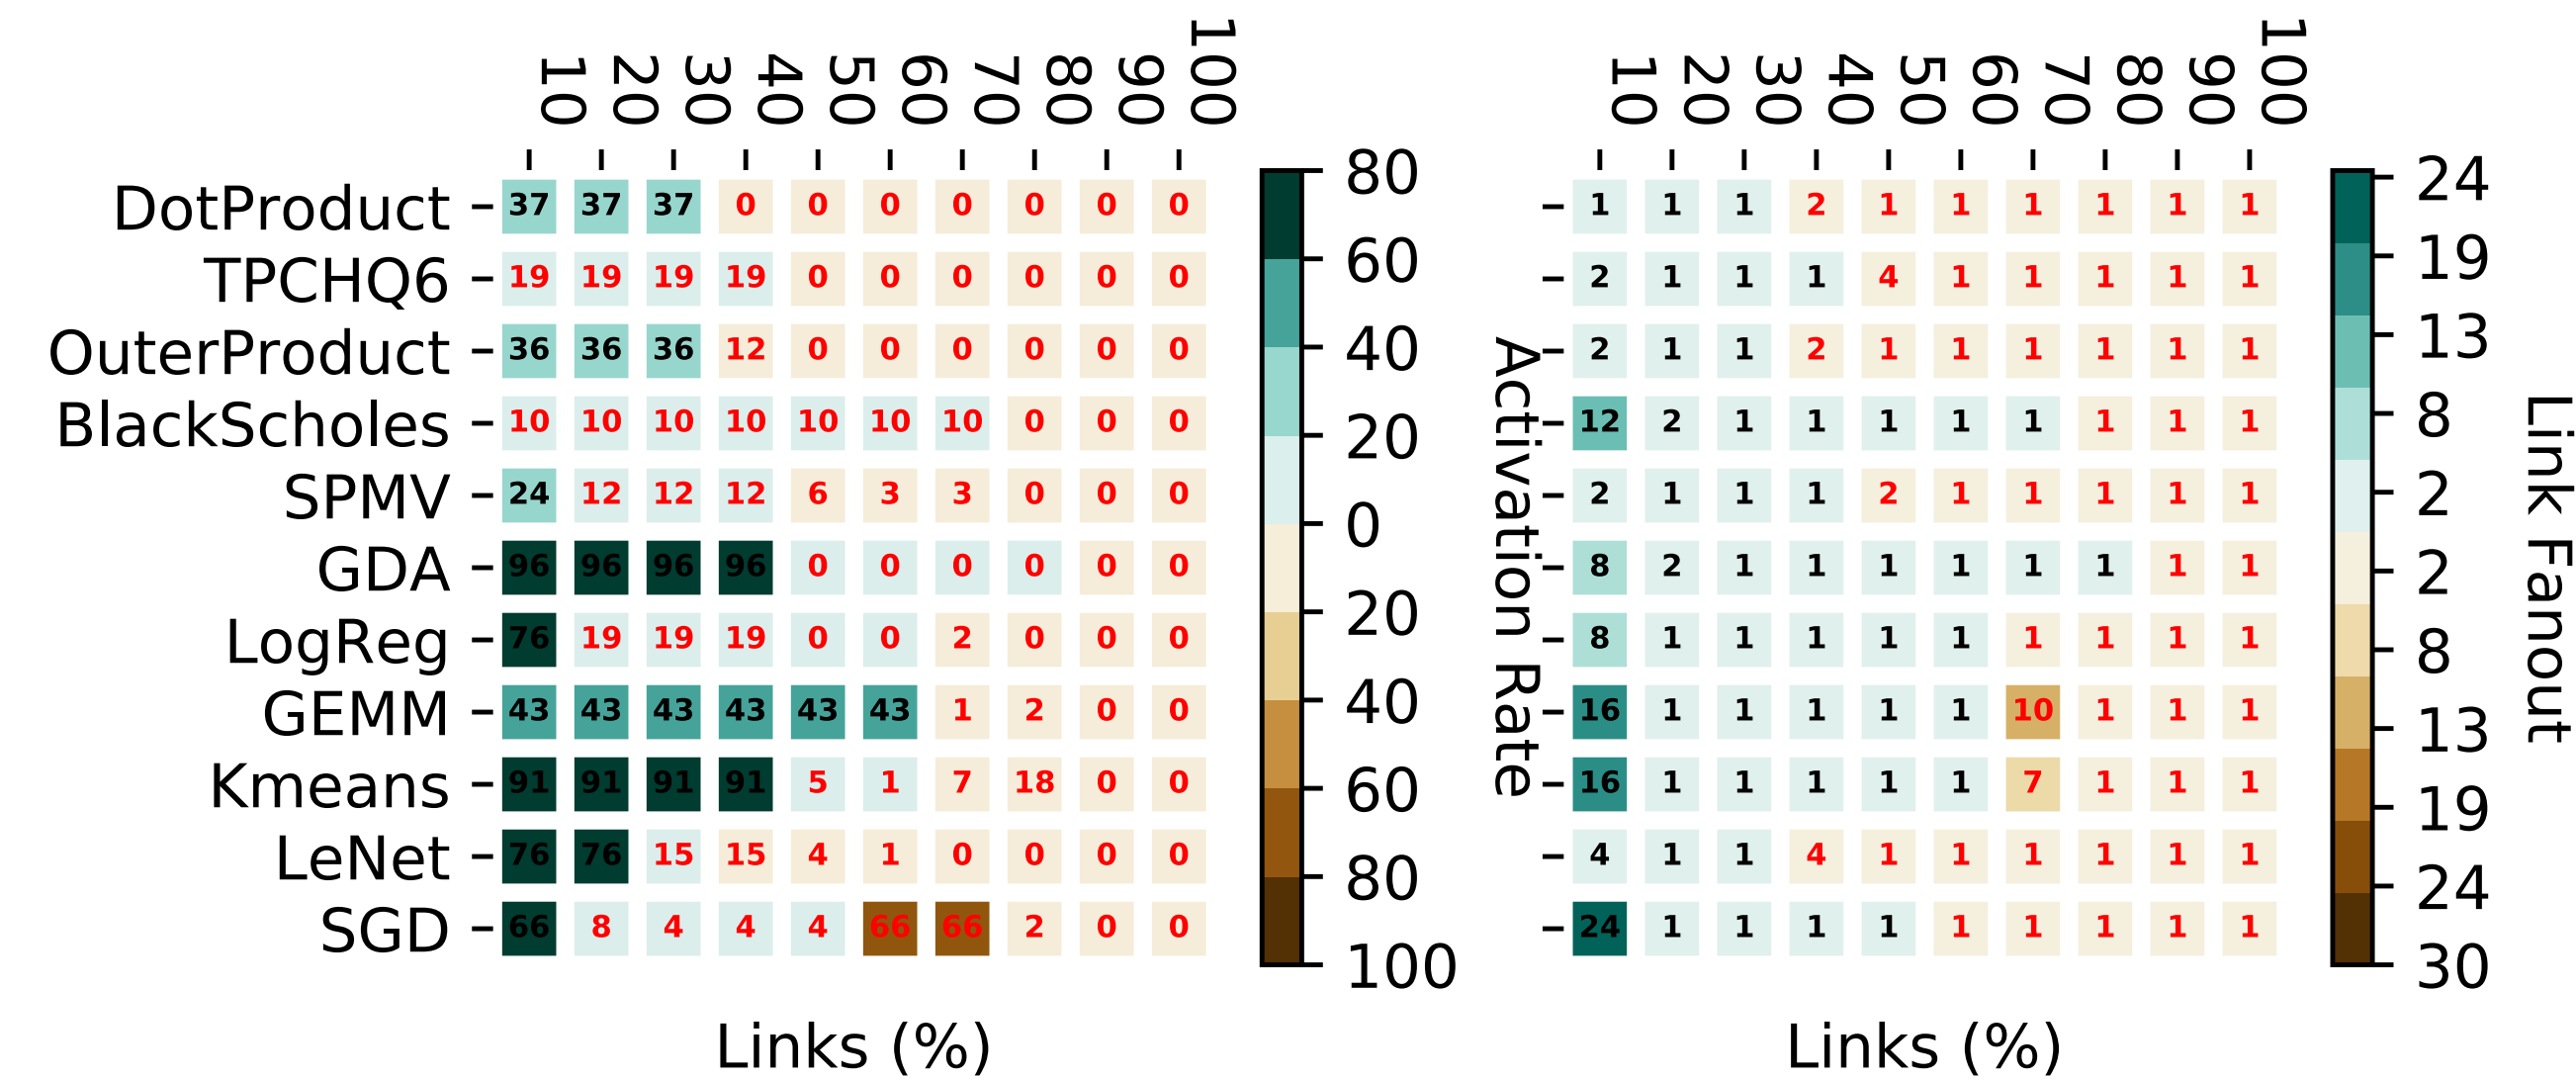 10 20 30 40 50 60 70 80 90 100
DotProduct 37 37 37 0 0 0 0 0 0 0
TPCHQ6 19 19 19 19 0 0 0 0 0 0
OuterProduct 36 36 36 12 0 0 0 0 0 0
BlackScholes 10 10 10 10 10 10 10 0 0 0
SPMV 24 12 12 12 6 3 3 0 0 0
GDA 96 96 96 96 0 0 0 0 0 0
LogReg 76 19 19 19 0 0 2 0 0 0
GEMM 43 43 43 43 43 43 1 2 0 0
Kmeans 91 91 91 91 5 1 7 18 0 0
LeNet 76 76 15 15 4 1 0 0 0 0
SGD 66 8 4 4 4 66 66 2 0 0
Links (%)
80
60
40
20
0
20
40
60
80
100
Activation Rate
10 20 30 40 50 60 70 80 90 100
1 1 1 2 1 1 1 1 1 1
2 1 1 1 4 1 1 1 1 1
2 1 1 2 1 1 1 1 1 1
12 2 1 1 1 1 1 1 1 1
2 1 1 1 2 1 1 1 1 1
8 2 1 1 1 1 1 1 1 1
8 1 1 1 1 1 1 1 1 1
16 1 1 1 1 1 10 1 1 1
16 1 1 1 1 1 7 1 1 1
4 1 1 4 1 1 1 1 1 1
24 1 1 1 1 1 1 1 1 1
Links (%)
24
19
13
8
2
2
8
13
19
24
30
Link Fanout